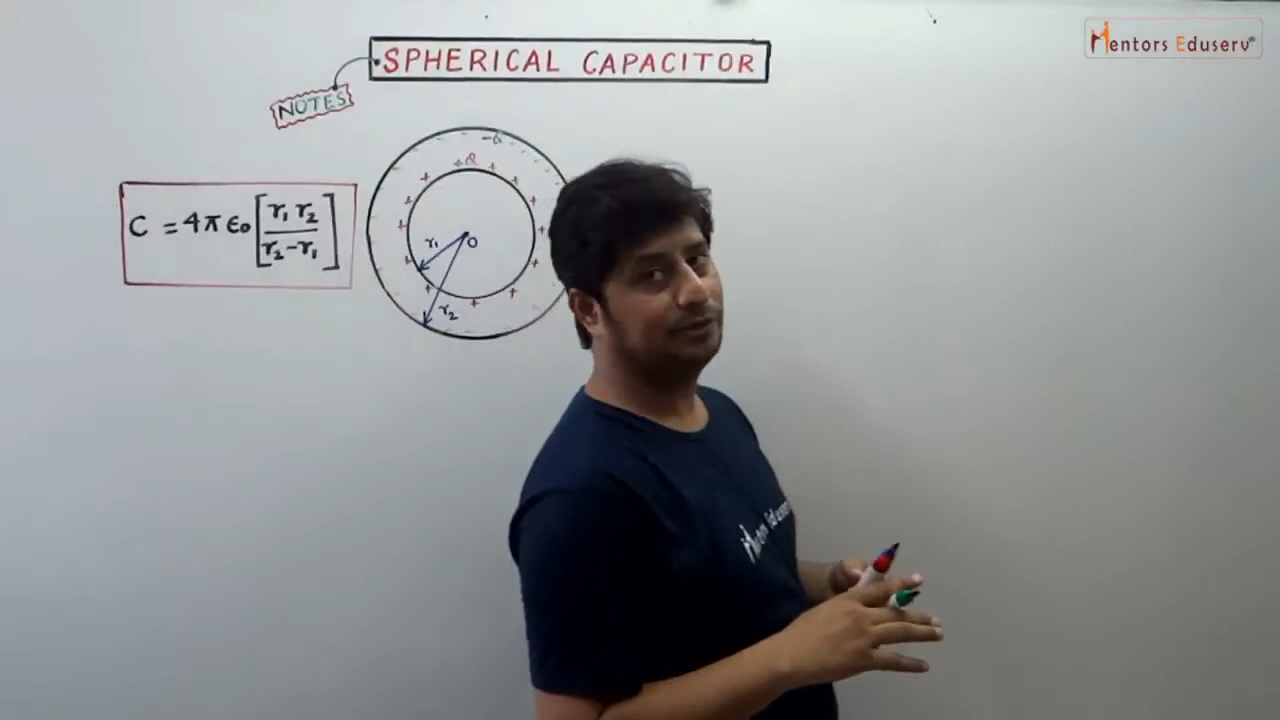 SPHERICAL CAPACITOR
Mentors Eduserv®
NOTES
-Q
+Q
C = 4π ε₀ [r₁ r₂ / r₂ - r₁]
r₁
O
r₂